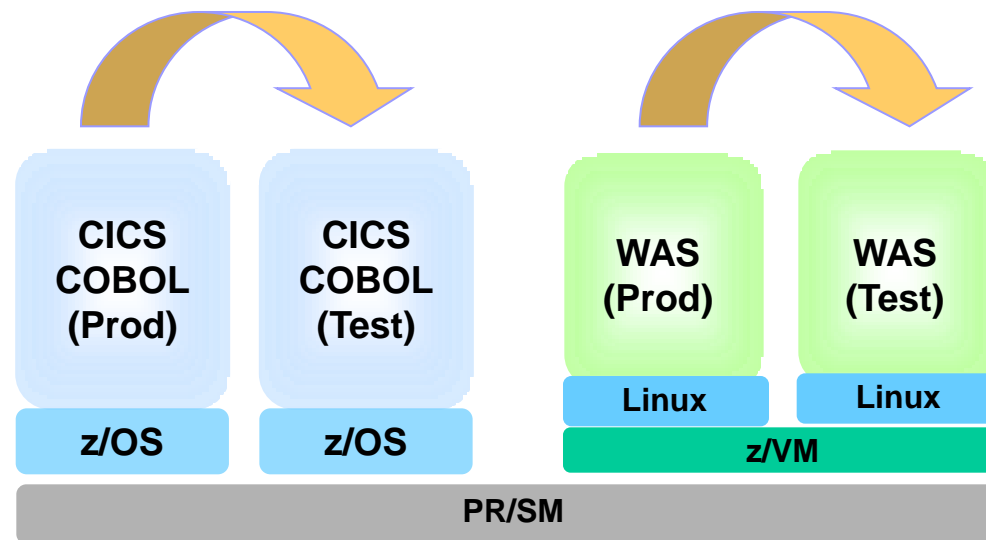 CICS
COBOL
(Prod)
CICS
COBOL
(Test)
WAS
(Prod)
WAS
(Test)
z/OS
z/OS
Linux
Linux
z/VM
PR/SM